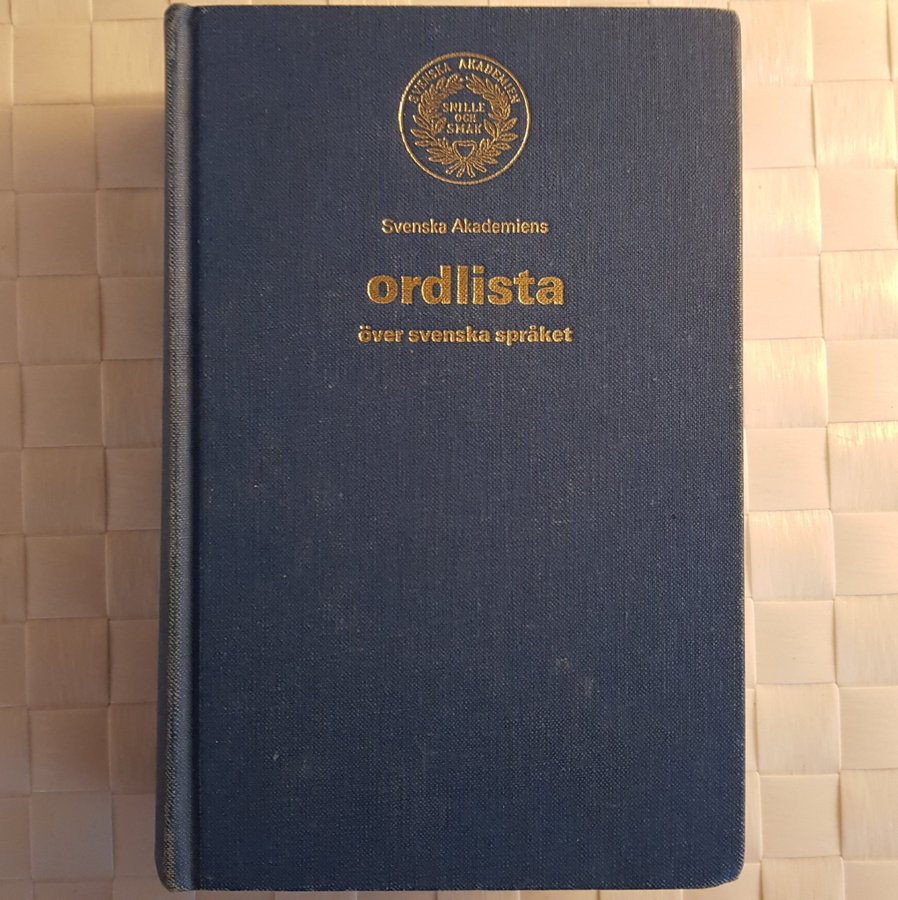 SVENSKA AKADEMIEN
SNILLE
OCH
SMAK
Svenska Akademiens
ordlista
över svenska språket